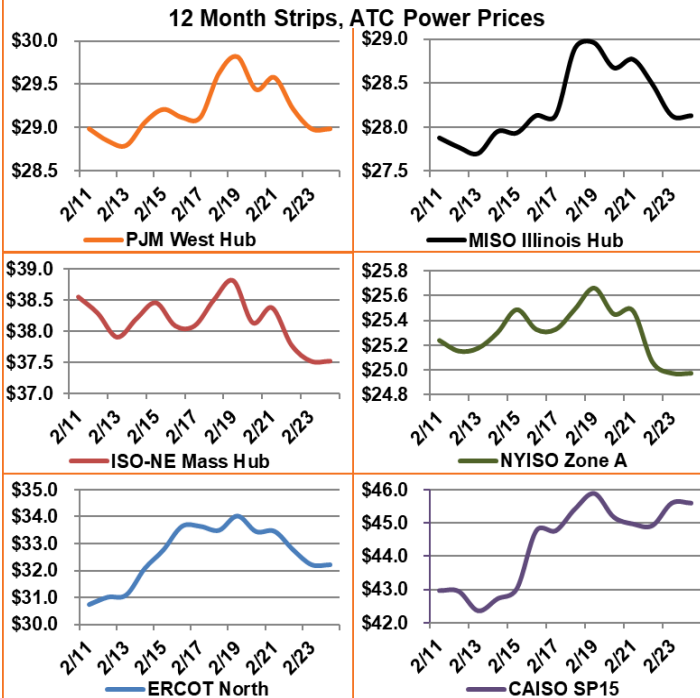 12 Month Strips, ATC Power Prices
$30.0
$29.5
$29.0
$28.5
2/11 2/13 2/15 2/17 2/19 2/21 2/23
PJM West Hub
$29.0
$28.5
$28.0
$27.5
2/11 2/13 2/15 2/17 2/19 2/21 2/23
MISO Illinois Hub
$39.0
$38.5
$38.0
$37.5
$37.0
2/11 2/13 2/15 2/17 2/19 2/21 2/23
ISO-NE Mass Hub
$25.8
$25.6
$25.4
$25.2
$25.0
$24.8
2/11 2/13 2/15 2/17 2/19 2/21 2/23
NYISO Zone A
$35.0
$34.0
$33.0
$32.0
$31.0
$30.0
2/11 2/13 2/15 2/17 2/19 2/21 2/23
ERCOT North
$46.0
$45.0
$44.0
$43.0
$42.0
2/11 2/13 2/15 2/17 2/19 2/21 2/23
CAISO SP15